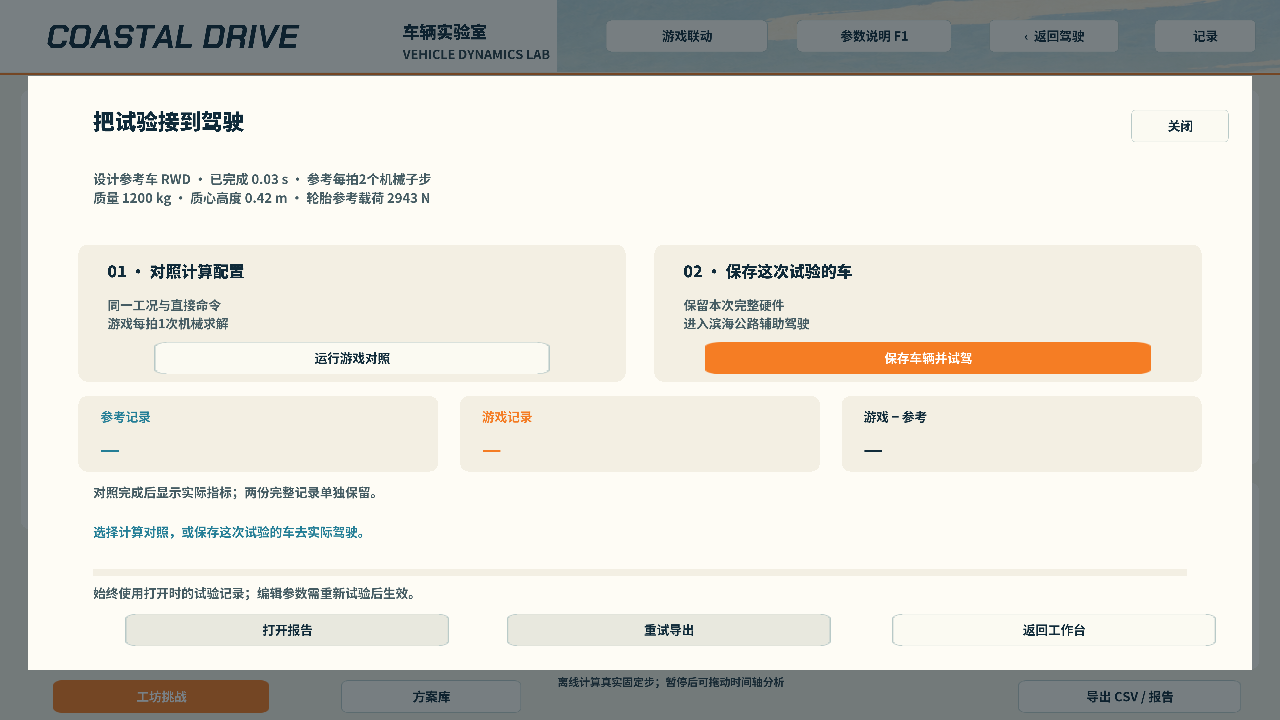 COASTAL DRIVE
车辆实验室
VEHICLE DYNAMICS LAB
游戏联动
参数说明 F1
‹ 返回驾驶
记录
把试验接到驾驶
关闭
设计参考车 RWD · 已完成 0.03 s · 参考每拍2个机械子步
质量 1200 kg · 质心高度 0.42 m · 轮胎参考载荷 2943 N
01 · 对照计算配置
同一工况与直接命令
游戏每拍1次机械求解
运行游戏对照
02 · 保存这次试验的车
保留本次完整硬件
进入滨海公路辅助驾驶
保存车辆并试驾
参考记录
—
游戏记录
—
游戏 − 参考
—
对照完成后显示实际指标；两份完整记录单独保留。
选择计算对照，或保存这次试验的车去实际驾驶。
始终使用打开时的试验记录；编辑参数需重新试验后生效。
打开报告
重试导出
返回工作台
工坊挑战
方案库
离线计算真实固定步；暂停后可拖动时间轴分析
导出 CSV / 报告